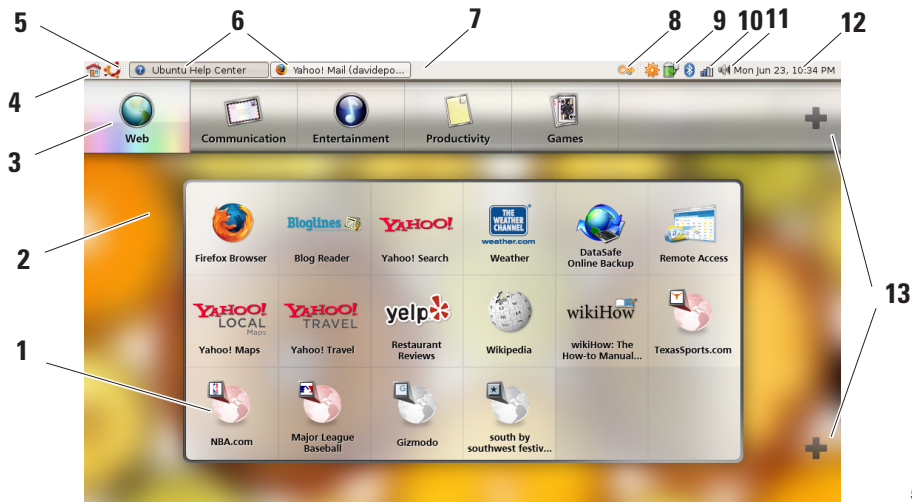 5 6 7 8 9 10 11 12
Ubuntu Help Center Yahoo! Mail (davidepo... Mon Jun 23, 10:34 PM
4
Web Communication Entertainment Productivity Games
3
2
13
1
Bloglines YAHOO! THE WEATHER CHANNEL
weather.com
Firefox Browser Blog Reader Yahoo! Search Weather DataSafe Online Backup Remote Access
YAHOO! LOCAL Maps YAHOO! TRAVEL yelp wikiHow T
Yahoo! Maps Yahoo! Travel Restaurant Reviews Wikipedia wikiHow: The How-to Manual... TexasSports.com
G
NBA.com Major League Baseball Gizmodo south by southwest festiv...